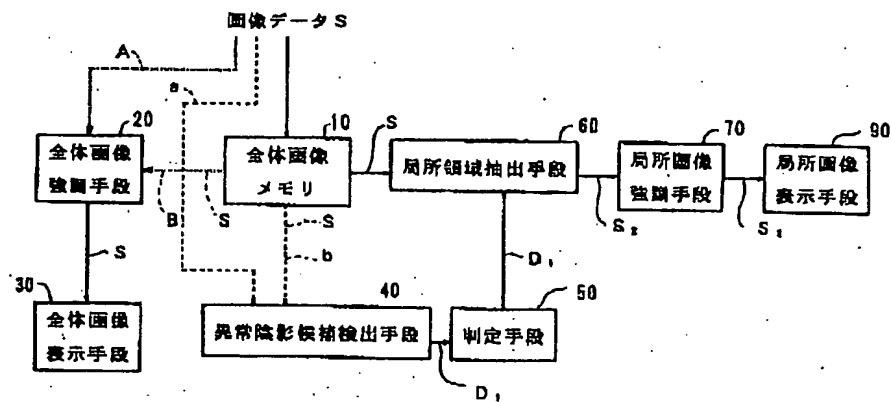 画像データS
A
a
20
全体画像
強調手段
10
全体画像
メモリ
S
60
局所領域抽出手段
70
局所画像
強調手段
90
局所画像
表示手段
B
S
S
b
S₂
S₂
S
D₁
30
全体画像
表示手段
40
異常陰影候補検出手段
50
判定手段
D₁